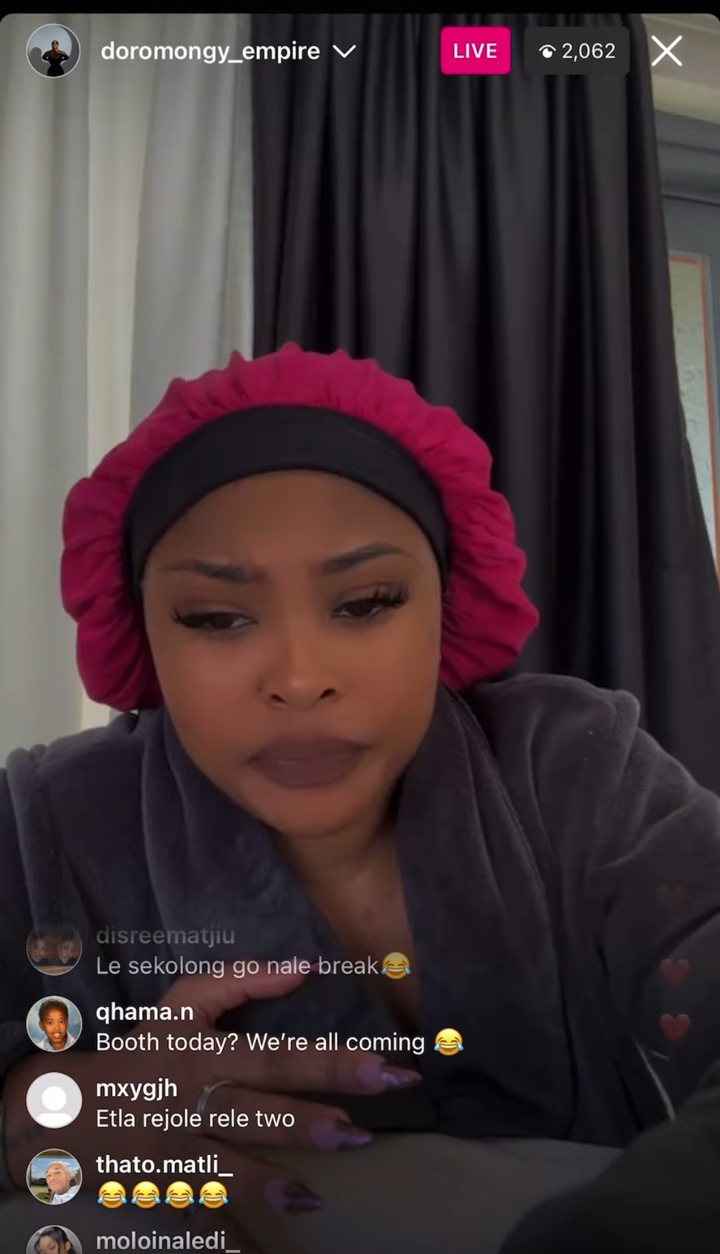 doromongy_empire
LIVE
2,062
disreematjiu
Le sekolong go nale break😂
qhama.n
Booth today? We’re all coming 😂
mxygjh
Etla rejole rele two
thato.matli_
😂😂😂😂
moloinaledi_